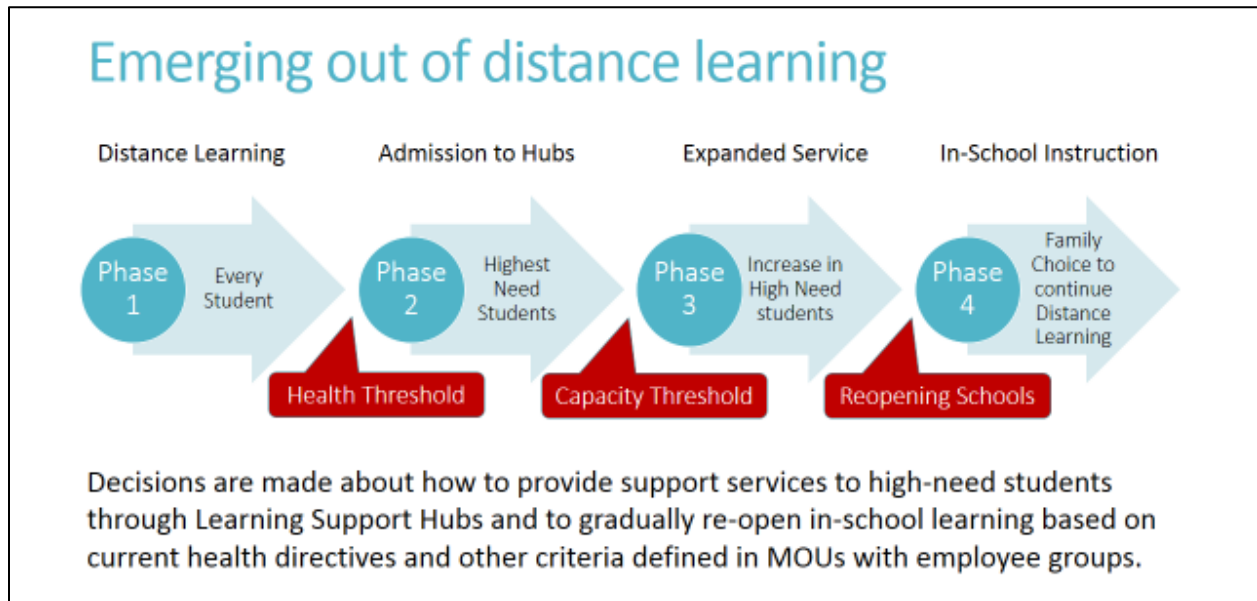 Emerging out of distance learning
Distance Learning
Admission to Hubs
Expanded Service
In-School Instruction
Phase
1
Every
Student
Phase
2
Highest
Need
Students
Phase
3
Increase in
High Need
students
Phase
4
Family
Choice to
continue
Distance
Learning
Health Threshold
Capacity Threshold
Reopening Schools
Decisions are made about how to provide support services to high-need students
through Learning Support Hubs and to gradually re-open in-school learning based on
current health directives and other criteria defined in MOUs with employee groups.